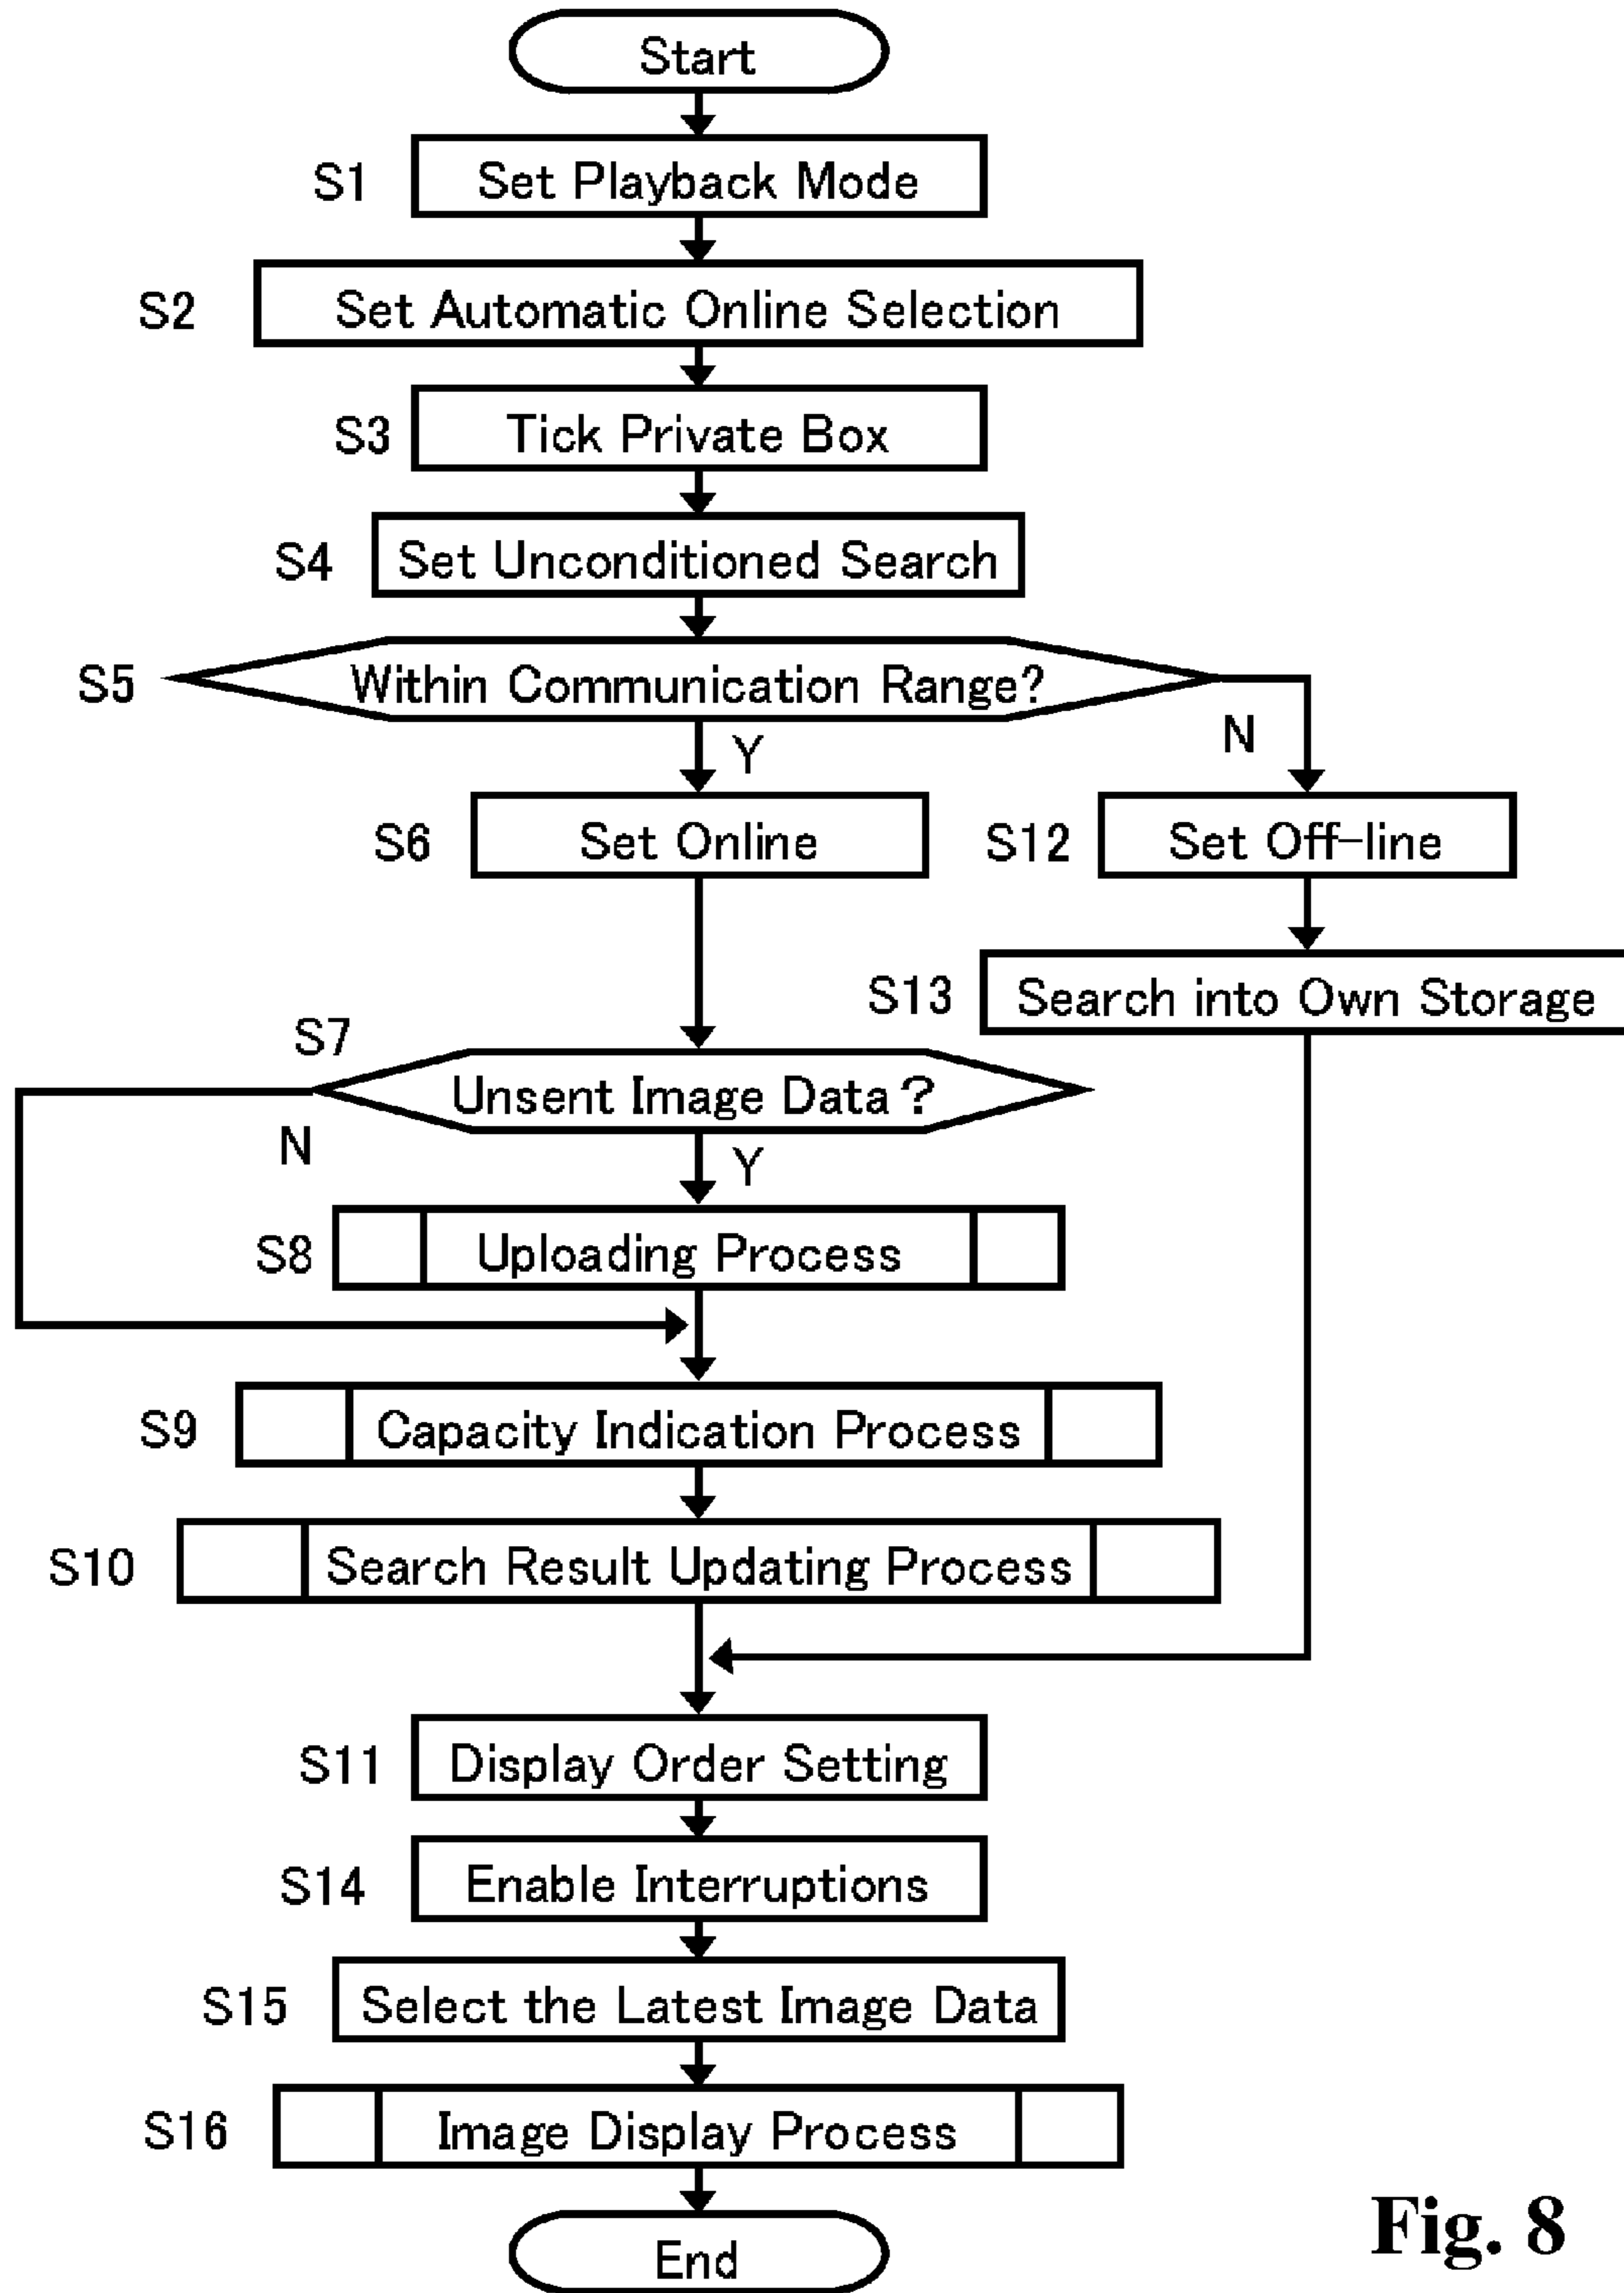 Start
S1
Set Playback Mode
S2
Set Automatic Online Selection
S3
Tick Private Box
S4
Set Unconditioned Search
S5
Within Communication Range?
Y
N
S6
Set Online
S12
Set Off-line
S13
Search into Own Storage
S7
Unsent Image Data?
N
Y
S8
Uploading Process
S9
Capacity Indication Process
S10
Search Result Updating Process
S11
Display Order Setting
S14
Enable Interruptions
S15
Select the Latest Image Data
S16
Image Display Process
End
Fig. 8